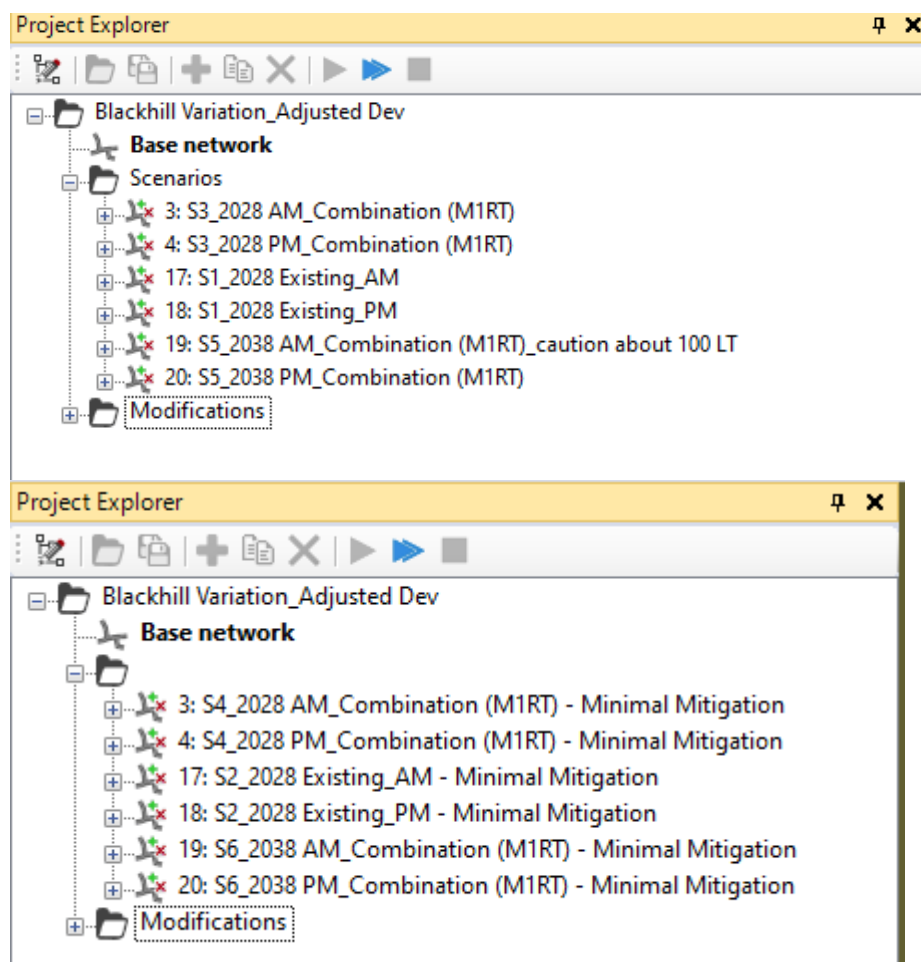 Project Explorer
Blackhill Variation_Adjusted Dev
Base network
Scenarios
3: S3_2028 AM_Combination (M1RT)
4: S3_2028 PM_Combination (M1RT)
17: S1_2028 Existing_AM
18: S1_2028 Existing_PM
19: S5_2038 AM_Combination (M1RT)_caution about 100 LT
20: S5_2038 PM_Combination (M1RT)
Modifications
Project Explorer
Blackhill Variation_Adjusted Dev
Base network
3: S4_2028 AM_Combination (M1RT) - Minimal Mitigation
4: S4_2028 PM_Combination (M1RT) - Minimal Mitigation
17: S2_2028 Existing_AM - Minimal Mitigation
18: S2_2028 Existing_PM - Minimal Mitigation
19: S6_2038 AM_Combination (M1RT) - Minimal Mitigation
20: S6_2038 PM_Combination (M1RT) - Minimal Mitigation
Modifications